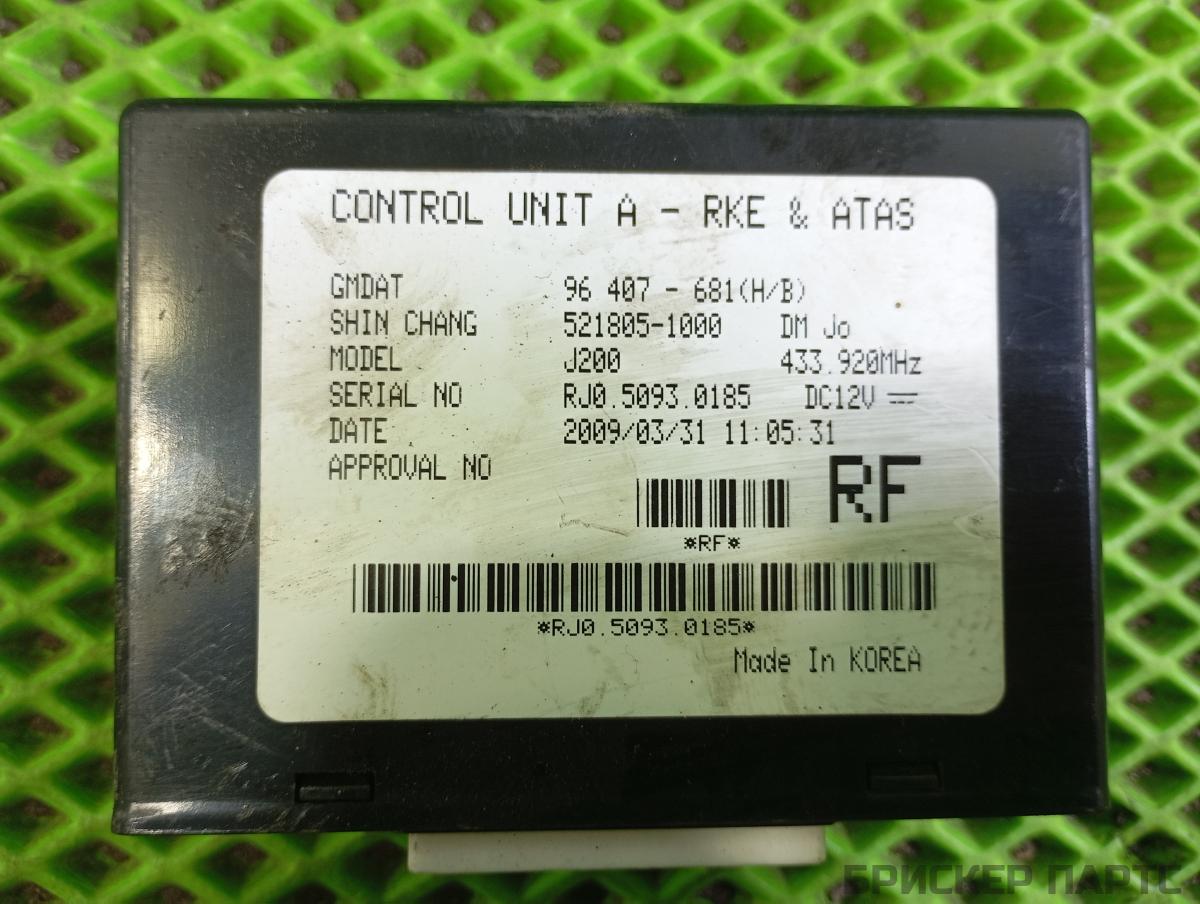 CONTROL UNIT A - RKE & ATAS
GMDAT 96 407 - 681(H/B)
SHIN CHANG 521805-1000 DM Jo
MODEL J200 433.920MHz
SERIAL NO RJ0.5093.0185 DC12V
DATE 2009/03/31 11:05:31
APPROVAL NO
RF
*RF*
*RJ0.5093.0185*
Made In KOREA
БРИСКЕР ПАРТС